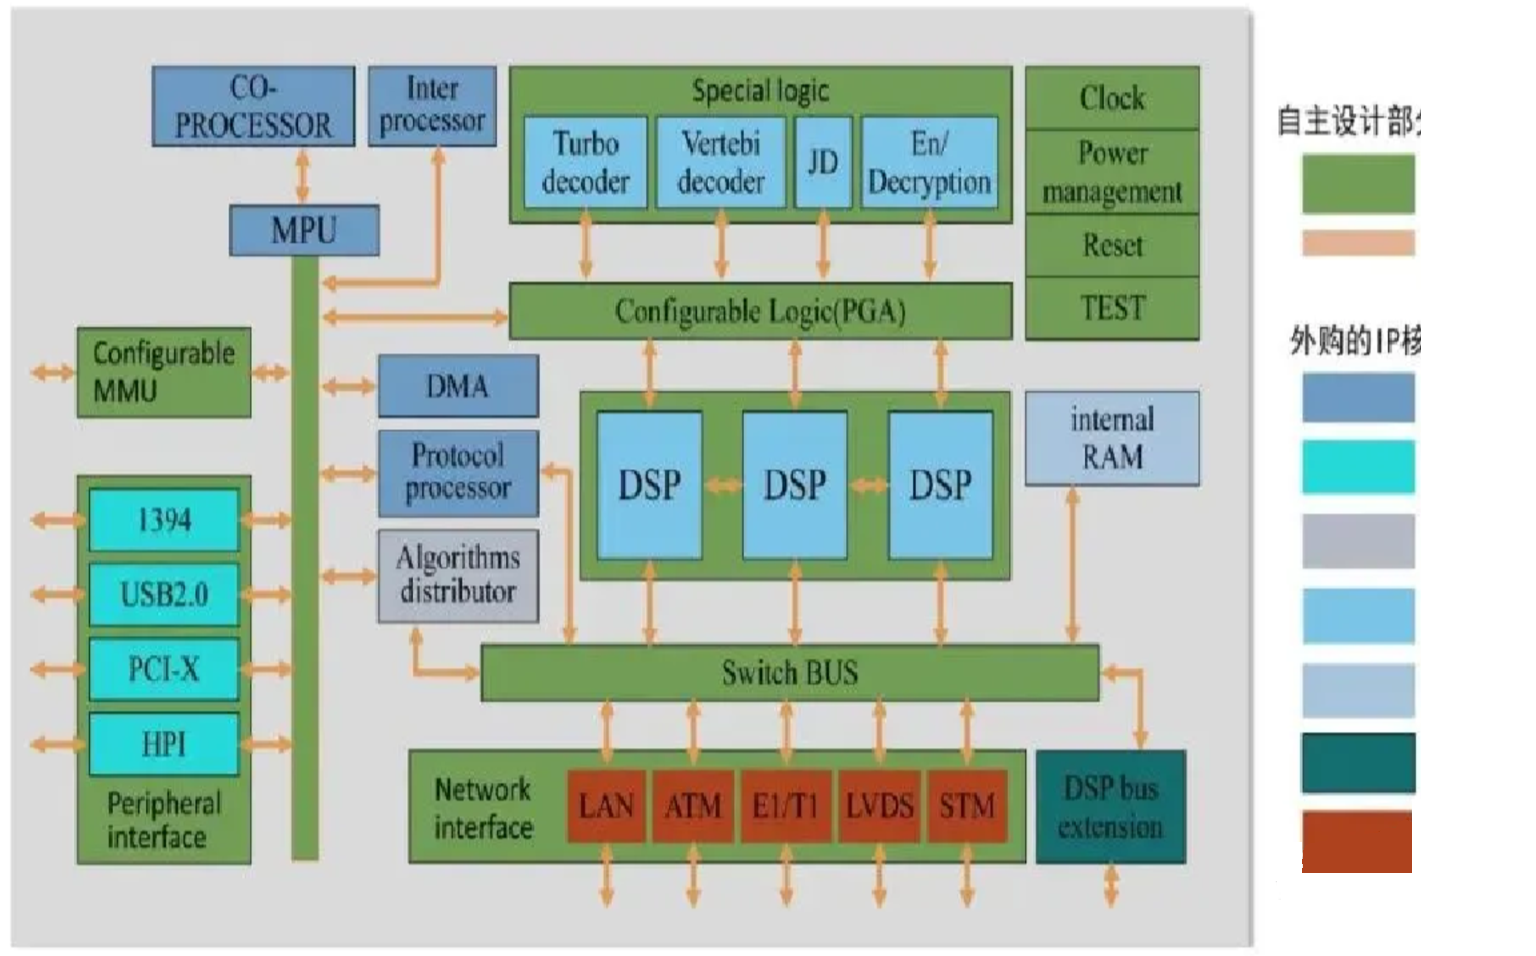 CO-
PROCESSOR
Inter
processor
Special logic
Turbo
decoder
Vertebi
decoder
JD
En/
Decryption
Clock
Power
management
Reset
TEST
MPU
Configurable Logic(PGA)
Configurable
MMU
DMA
Protocol
processor
Algorithms
distributor
DSP
DSP
DSP
internal
RAM
1394
USB2.0
PCI-X
HPI
Peripheral
interface
Switch BUS
Network
interface
LAN
ATM
E1/T1
LVDS
STM
DSP bus
extension
自主设计部
外购的IP核